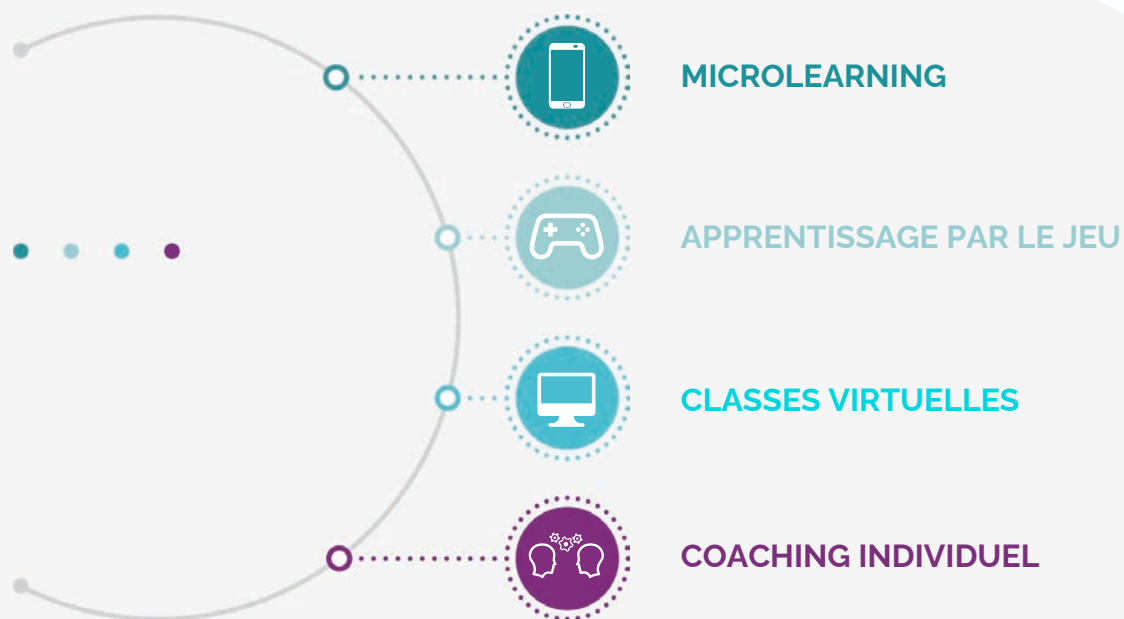 MICROLEARNING
APPRENTISSAGE PAR LE JEU
CLASSES VIRTUELLES
COACHING INDIVIDUEL